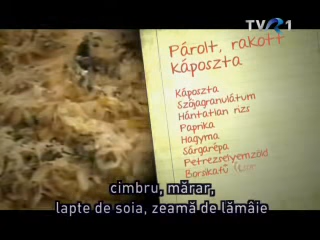 TVR1
Párolt, rakott
káposzta
Káposzta
Szójagranulátum
Hántatlan rizs
Paprika
Hagyma
Sárgarépa
Petrezselyemzöld
Borsikafű
cimbru, mărar,
lapte de soia, zeamă de lămâie